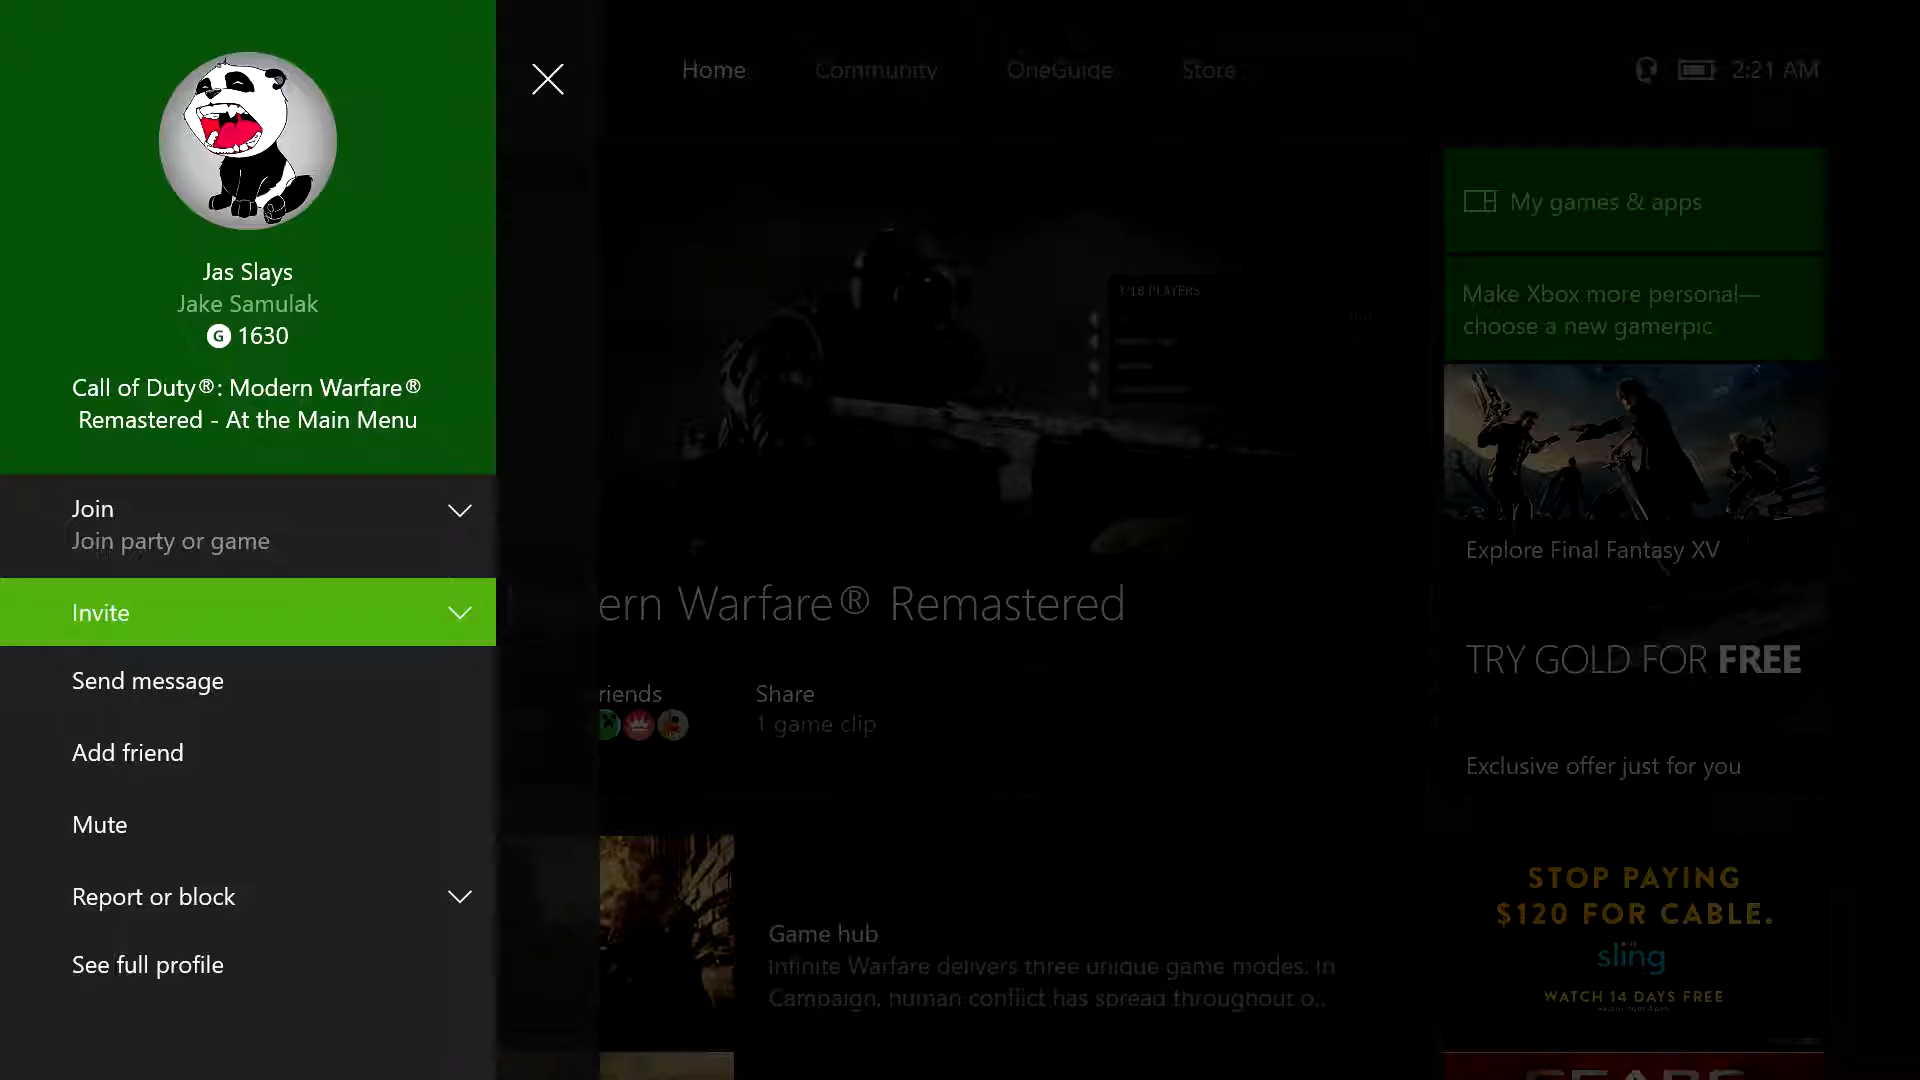 Jas Slays
Jake Samulak
G 1630
Call of Duty®: Modern Warfare®
Remastered - At the Main Menu
Join
Join party or game
Invite
Send message
Add friend
Mute
Report or block
See full profile
Home
Community
OneGuide
Store
2:21 AM
1/18 PLAYERS
ern Warfare® Remastered
riends
Share
1 game clip
Game hub
Infinite Warfare delivers three unique game modes. In
Campaign, human conflict has spread throughout o..
My games & apps
Make Xbox more personal—
choose a new gamerpic
Explore Final Fantasy XV
TRY GOLD FOR FREE
Exclusive offer just for you
STOP PAYING
$120 FOR CABLE.
sling
WATCH 14 DAYS FREE